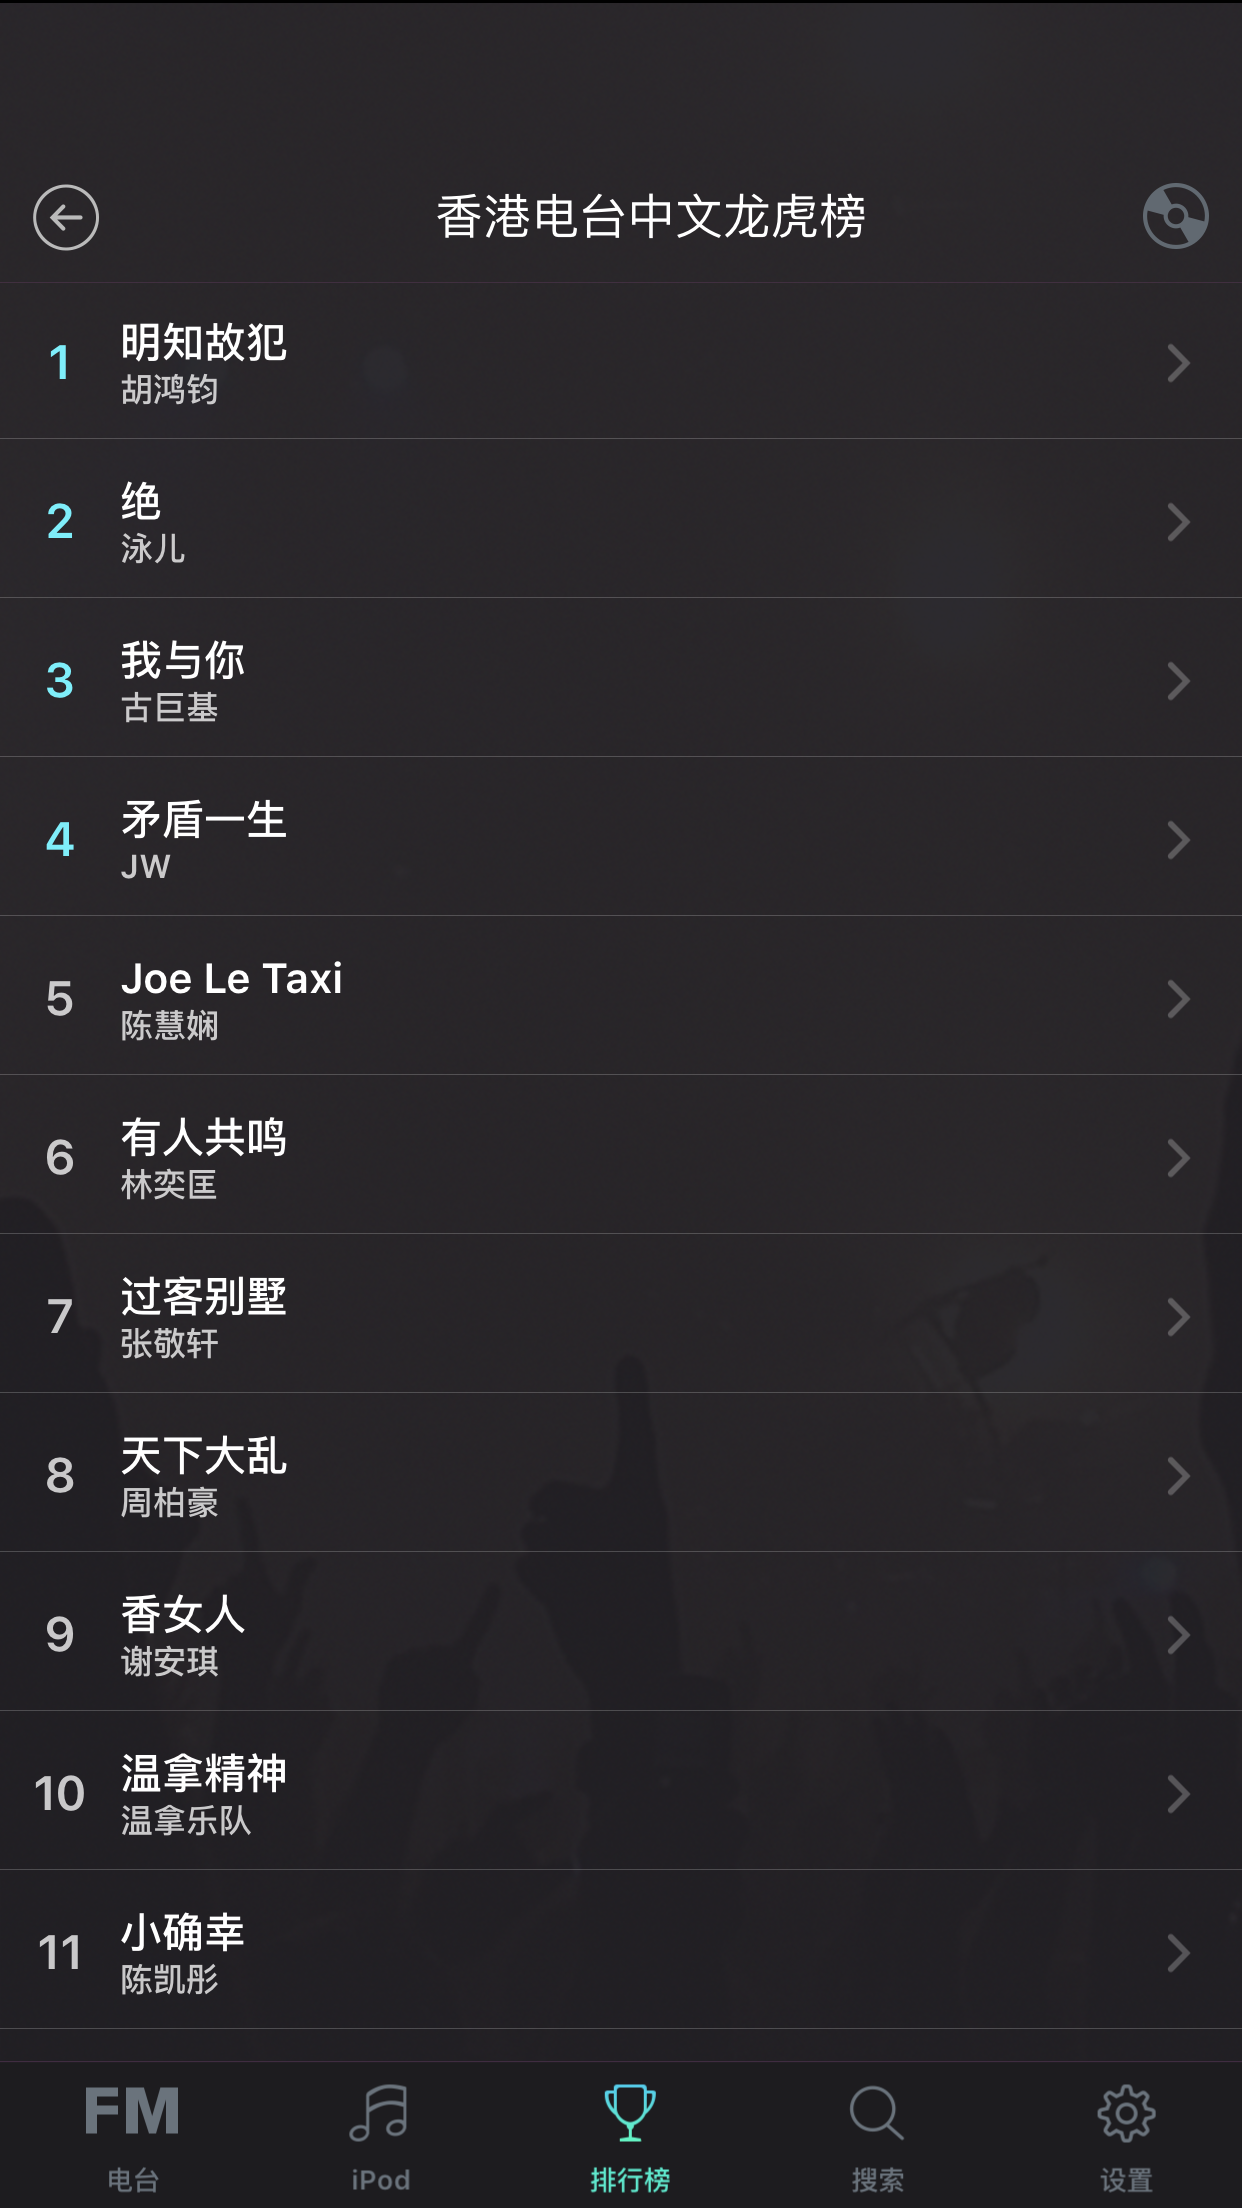 香港电台中文龙虎榜
1
明知故犯
胡鸿钧
2
绝
泳儿
3
我与你
古巨基
4
矛盾一生
JW
5
Joe Le Taxi
陈慧娴
6
有人共鸣
林奕匡
7
过客别墅
张敬轩
8
天下大乱
周柏豪
9
香女人
谢安琪
10
温拿精神
温拿乐队
11
小确幸
陈凯彤
FM
电台
iPod
排行榜
搜索
设置